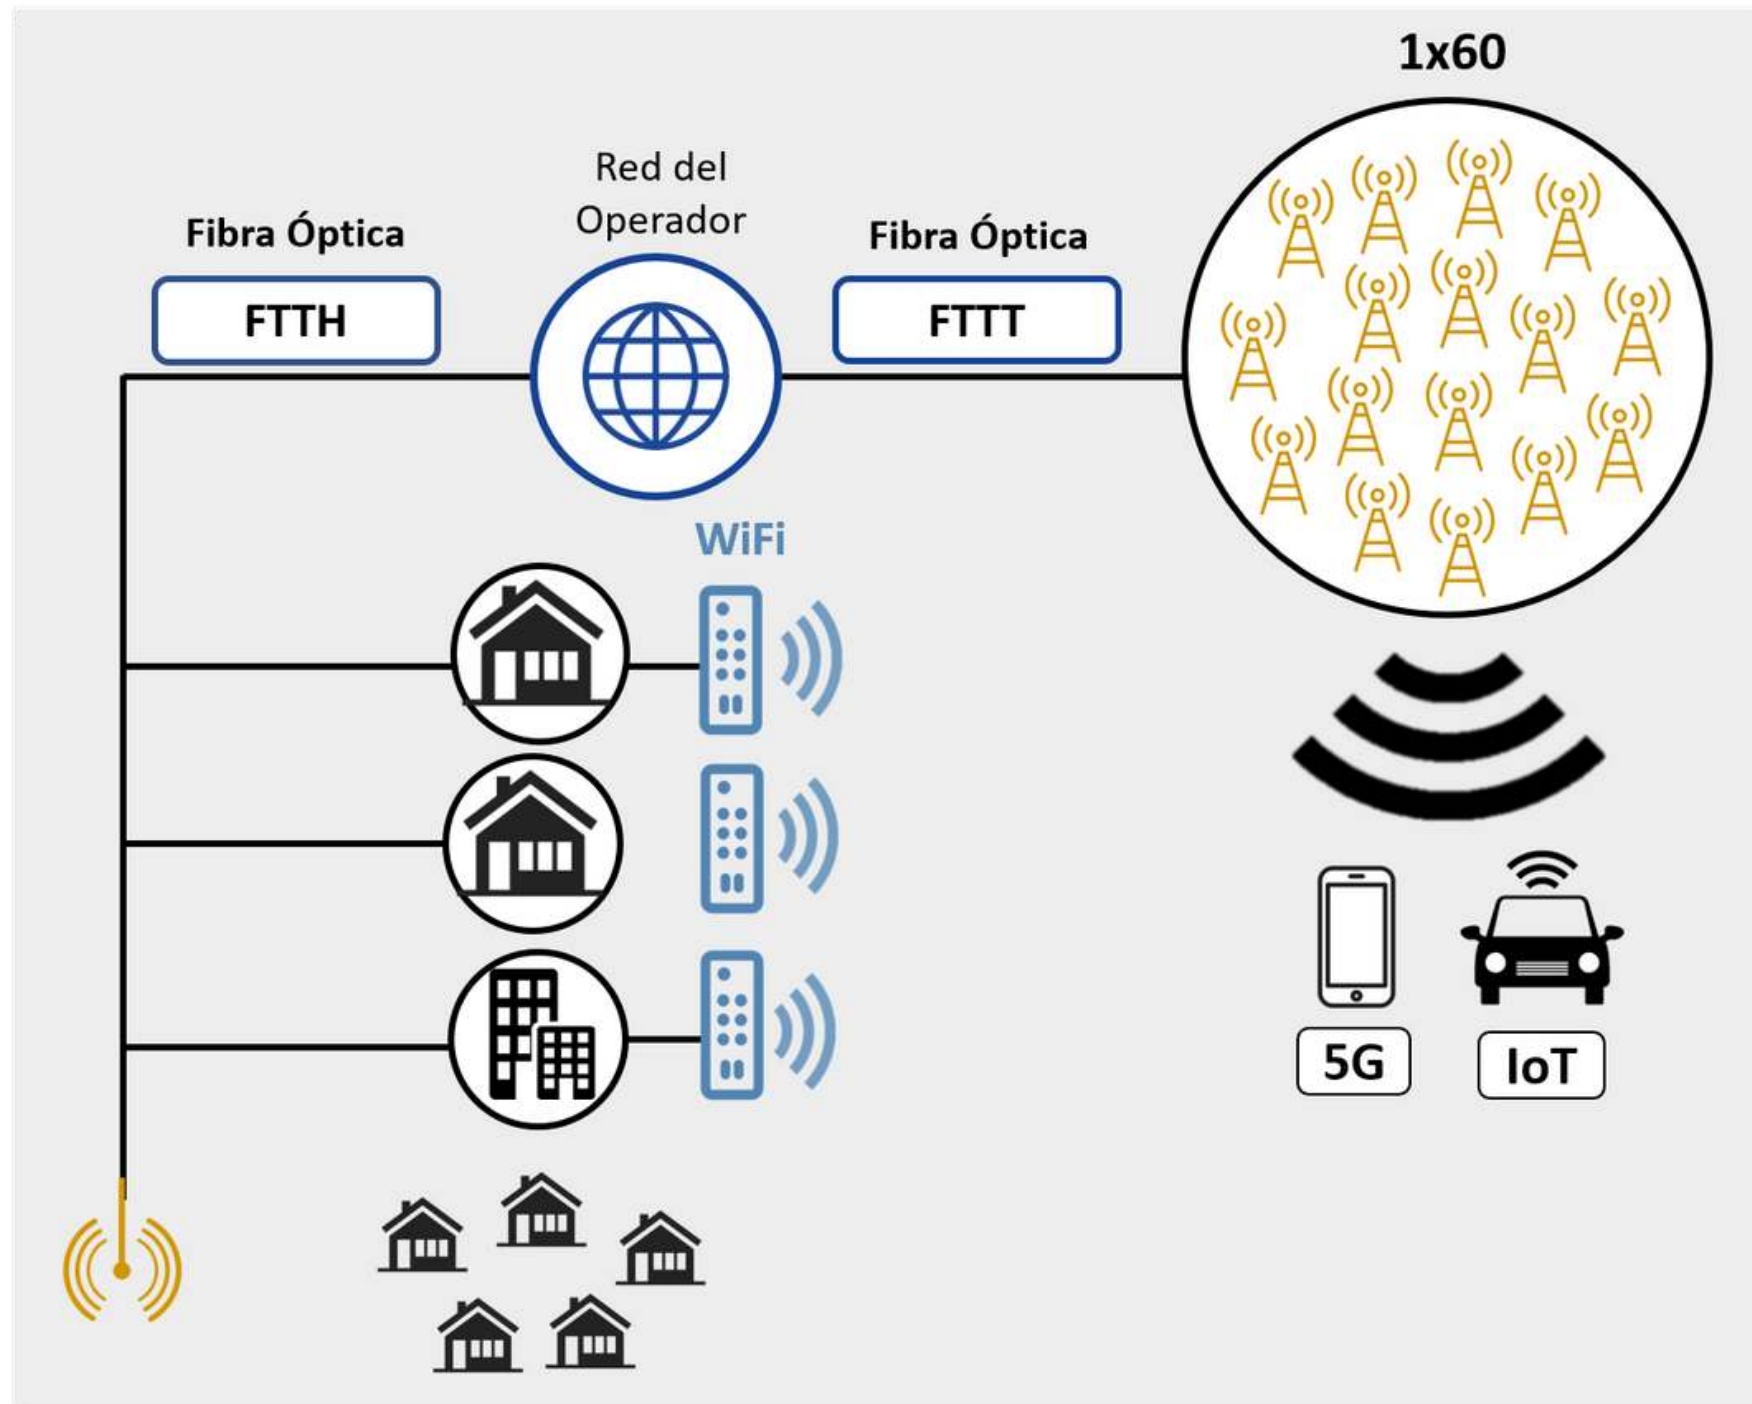 1x60
Red del
Operador
Fibra Óptica
FTTH
Fibra Óptica
FTTT
WiFi
5G
IoT